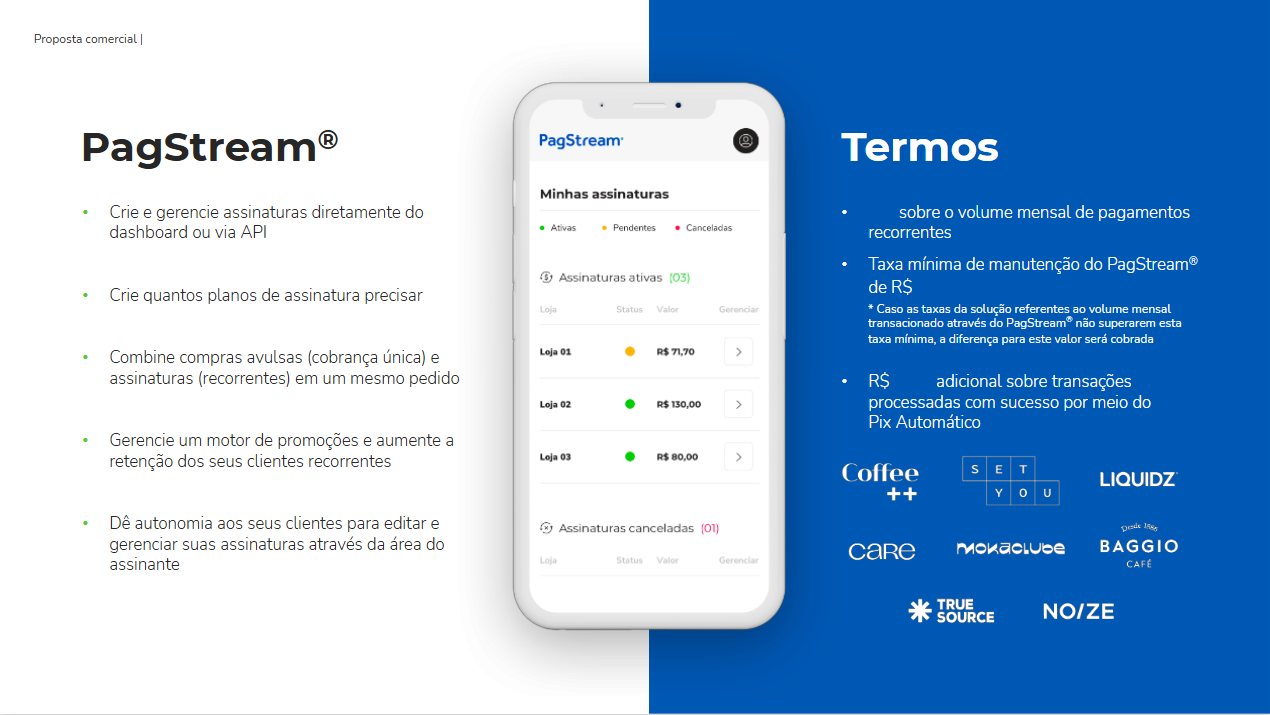 Proposta comercial |
PagStream®
• Crie e gerencie assinaturas diretamente do
dashboard ou via API
• Crie quantos planos de assinatura precisar
• Combine compras avulsas (cobrança única) e
assinaturas (recorrentes) em um mesmo pedido
• Gerencie um motor de promoções e aumente a
retenção dos seus clientes recorrentes
• Dê autonomia aos seus clientes para editar e
gerenciar suas assinaturas através da área do
assinante
PagStream
Minhas assinaturas
Ativas Pendentes Canceladas
Assinaturas ativas (03)
Loja Status Valor Gerenciar
Loja 01 R$ 71,70
Loja 02 R$ 130,00
Loja 03 R$ 80,00
Assinaturas canceladas (01)
Loja Status Valor Gerenciar
Termos
• sobre o volume mensal de pagamentos
recorrentes
• Taxa mínima de manutenção do PagStream®
de R$
* Caso as taxas da solução referentes ao volume mensal
transacionado através do PagStream® não superarem esta
taxa mínima, a diferença para este valor será cobrada
• R$ adicional sobre transações
processadas com sucesso por meio do
Pix Automático
Coffee
++
SET
YOU
LIQUIDZ
CARE
mokaclube
Desde 1886
BAGGIO
CAFÉ
TRUE
SOURCE
NO/ZE